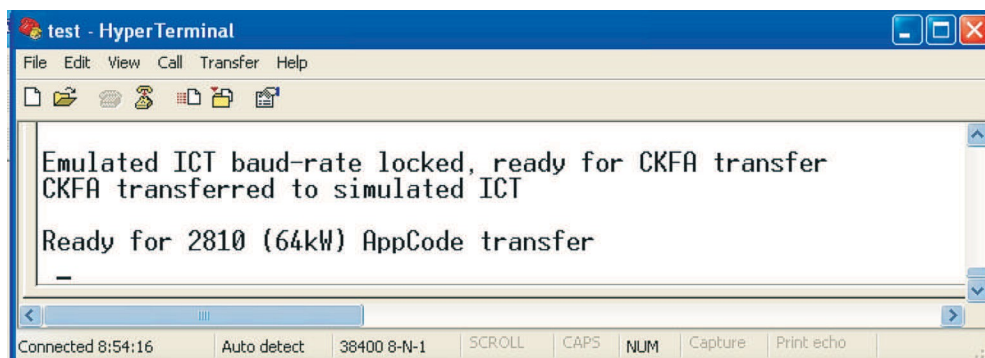 test - HyperTerminal
File Edit View Call Transfer Help
Emulated ICT baud-rate locked, ready for CKFA transfer
CKFA transferred to simulated ICT
Ready for 2810 (64kW) AppCode transfer
Connected 8:54:16 Auto detect 38400 8-N-1 SCROLL CAPS NUM Capture Print echo